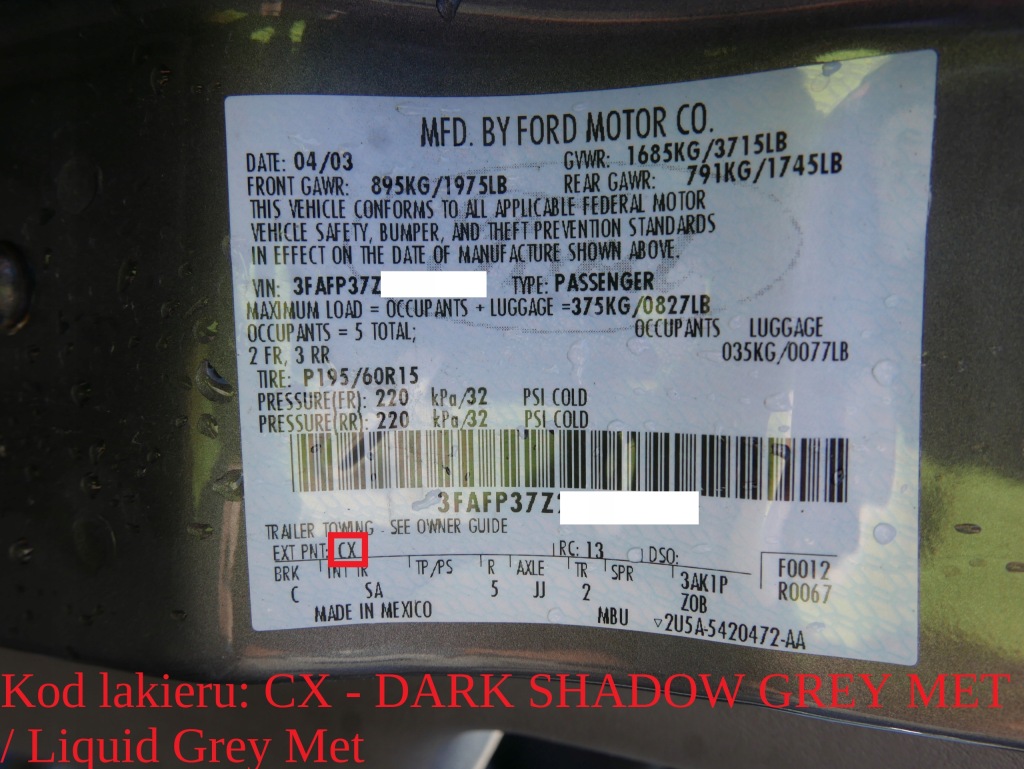 MFD. BY FORD MOTOR CO.
DATE: 04/03 GVWR: 1685KG/3715LB
FRONT GAWR: 895KG/1975LB REAR GAWR: 791KG/1745LB
THIS VEHICLE CONFORMS TO ALL APPLICABLE FEDERAL MOTOR
VEHICLE SAFETY, BUMPER, AND THEFT PREVENTION STANDARDS
IN EFFECT ON THE DATE OF MANUFACTURE SHOWN ABOVE.
VIN: 3FAFP37Z TYPE: PASSENGER
MAXIMUM LOAD = OCCUPANTS + LUGGAGE =375KG/0827LB
OCCUPANTS = 5 TOTAL; OCCUPANTS LUGGAGE
2 FR, 3 RR 035KG/0077LB
TIRE: P195/60R15
PRESSURE(FR): 220 kPa/32 PSI COLD
PRESSURE(RR): 220 kPa/32 PSI COLD
3FAFP37Z
TRAILER TOWING - SEE OWNER GUIDE
EXT PNT: CX RC: 13 DSO:
BRK INT R TP/PS R AXLE TR SPR 3AK1P F0012
C SA 5 JJ 2 Z0B R0067
MADE IN MEXICO MBU ▽2U5A-5420472-AA
Kod lakieru: CX - DARK SHADOW GREY MET
/ Liquid Grey Met